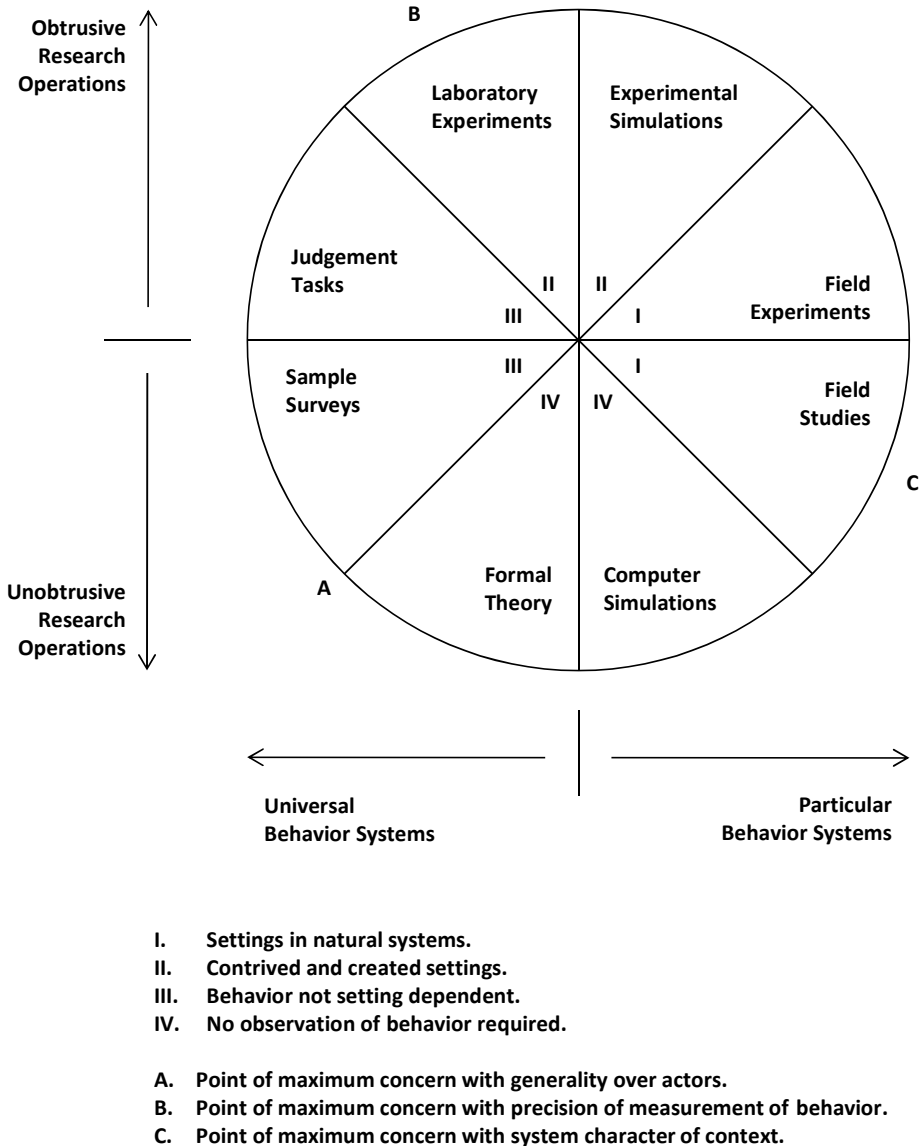 B
Obtrusive
Research
Operations
Laboratory
Experiments
Experimental
Simulations
Judgement
Tasks
II
II
Field
Experiments
III
I
III
I
Sample
Surveys
IV
IV
Field
Studies
C
Unobtrusive
Research
Operations
A
Formal
Theory
Computer
Simulations
Universal
Behavior Systems
Particular
Behavior Systems
I. Settings in natural systems.
II. Contrived and created settings.
III. Behavior not setting dependent.
IV. No observation of behavior required.
A. Point of maximum concern with generality over actors.
B. Point of maximum concern with precision of measurement of behavior.
C. Point of maximum concern with system character of context.